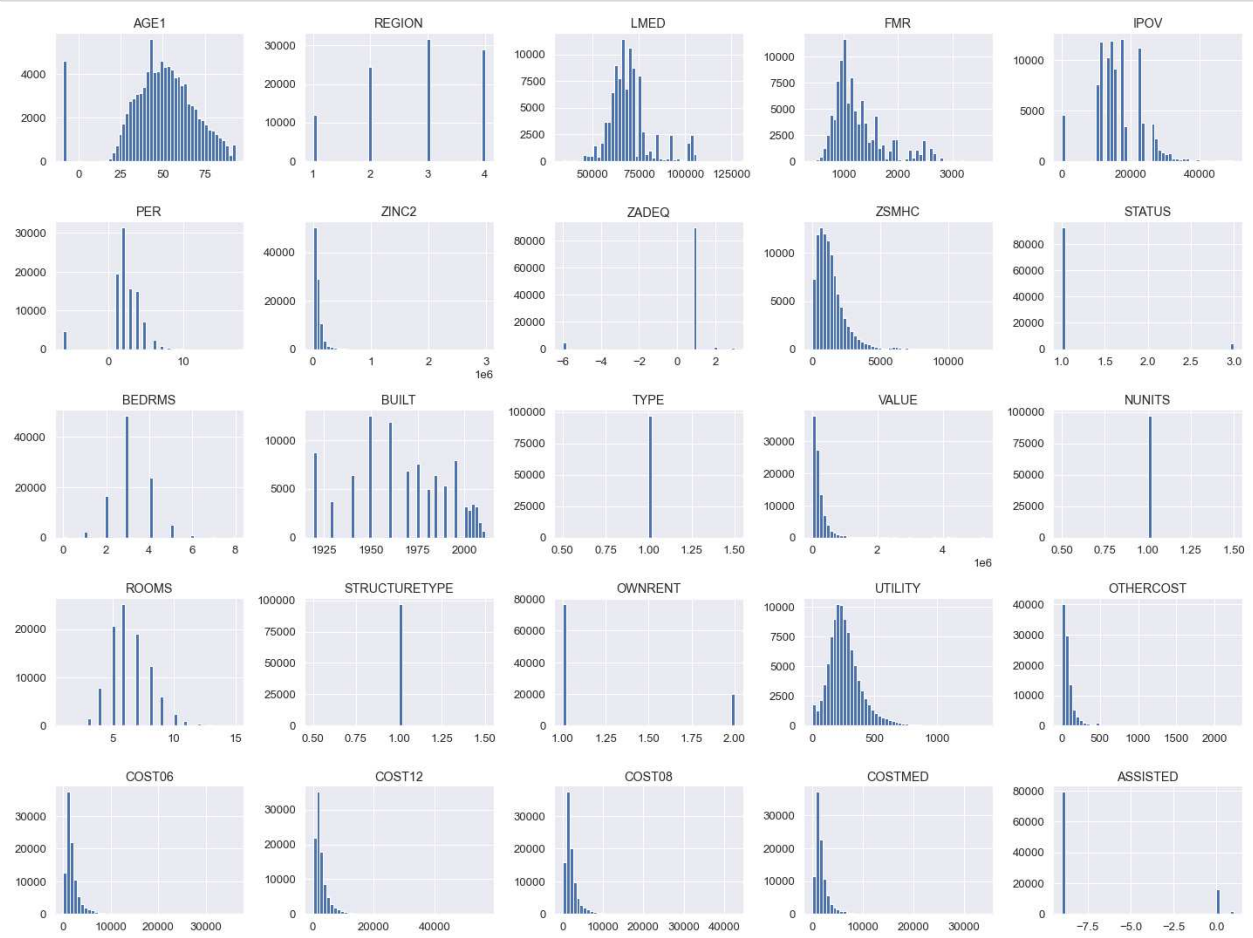 AGE1 REGION LMED FMR IPOV
4000 2000 0
0 25 50 75
30000 20000 10000 0
1 2 3 4
10000 7500 5000 2500 0
50000 75000 100000 125000
10000 7500 5000 2500 0
1000 2000 3000
10000 5000 0
0 20000 40000
PER ZINC2 ZADEQ ZSMHC STATUS
30000 20000 10000 0
0 10
40000 20000 0
0 1 2 3
1e6
80000 60000 40000 20000 0
−6 −4 −2 0 2
10000 5000 0
0 5000 10000
80000 60000 40000 20000 0
1.0 1.5 2.0 2.5 3.0
BEDRMS BUILT TYPE VALUE NUNITS
40000 20000 0
0 2 4 6 8
10000 5000 0
1925 1950 1975 2000
100000 75000 50000 25000 0
0.50 0.75 1.00 1.25 1.50
30000 20000 10000 0
0 2 4
1e6
100000 75000 50000 25000 0
0.50 0.75 1.00 1.25 1.50
ROOMS STRUCTURETYPE OWNRENT UTILITY OTHERCOST
20000 10000 0
5 10 15
100000 75000 50000 25000 0
0.50 0.75 1.00 1.25 1.50
80000 60000 40000 20000 0
1.00 1.25 1.50 1.75 2.00
10000 7500 5000 2500 0
0 500 1000
40000 30000 20000 10000 0
0 500 1000 1500 2000
COST06 COST12 COST08 COSTMED ASSISTED
30000 20000 10000 0
0 10000 20000 30000
30000 20000 10000 0
0 20000 40000
30000 20000 10000 0
0 10000 20000 30000 40000
30000 20000 10000 0
0 10000 20000 30000
80000 60000 40000 20000 0
−7.5 −5.0 −2.5 0.0